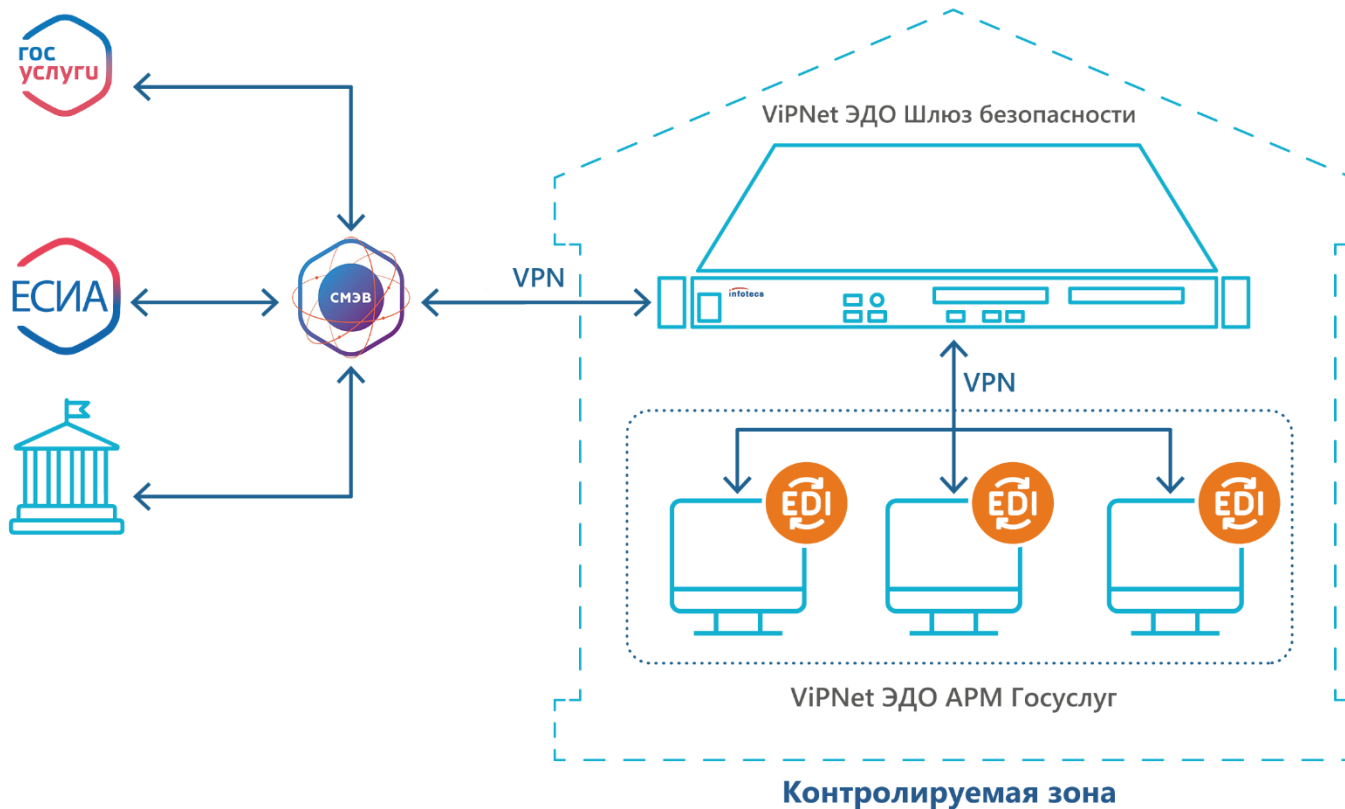 гос
услуги
ViPNet ЭДО Шлюз безопасности
ЕСИА
СМЭВ
VPN
infotecs
VPN
EDI
EDI
EDI
ViPNet ЭДО АРМ Госуслуг
Контролируемая зона